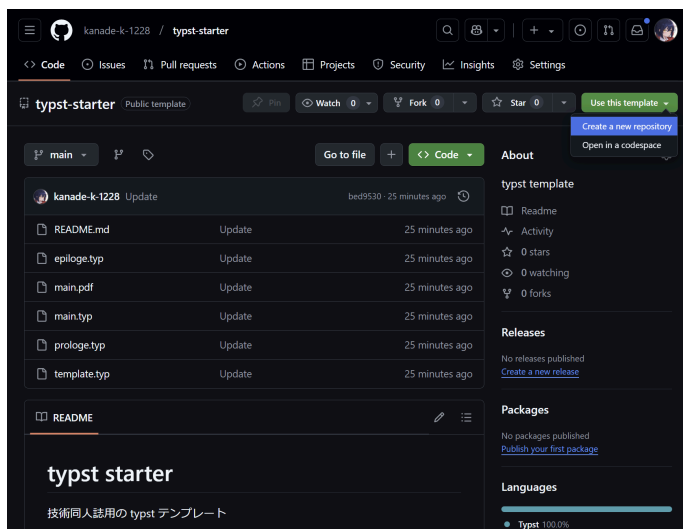 kanade-k-1228 / typst-starter
Code Issues Pull requests Actions Projects Security Insights Settings
typst-starter Public template Pin Watch 0 Fork 0 Star 0 Use this template
Create a new repository
Open in a codespace
main Go to file Code
kanade-k-1228 Update bed9530 · 25 minutes ago
README.md Update 25 minutes ago
epiloge.typ Update 25 minutes ago
main.pdf Update 25 minutes ago
main.typ Update 25 minutes ago
prologe.typ Update 25 minutes ago
template.typ Update 25 minutes ago
README
typst starter
技術同人誌用の typst テンプレート
About
typst template
Readme
Activity
0 stars
0 watching
0 forks
Releases
No releases published
Create a new release
Packages
No packages published
Publish your first package
Languages
Typst 100.0%